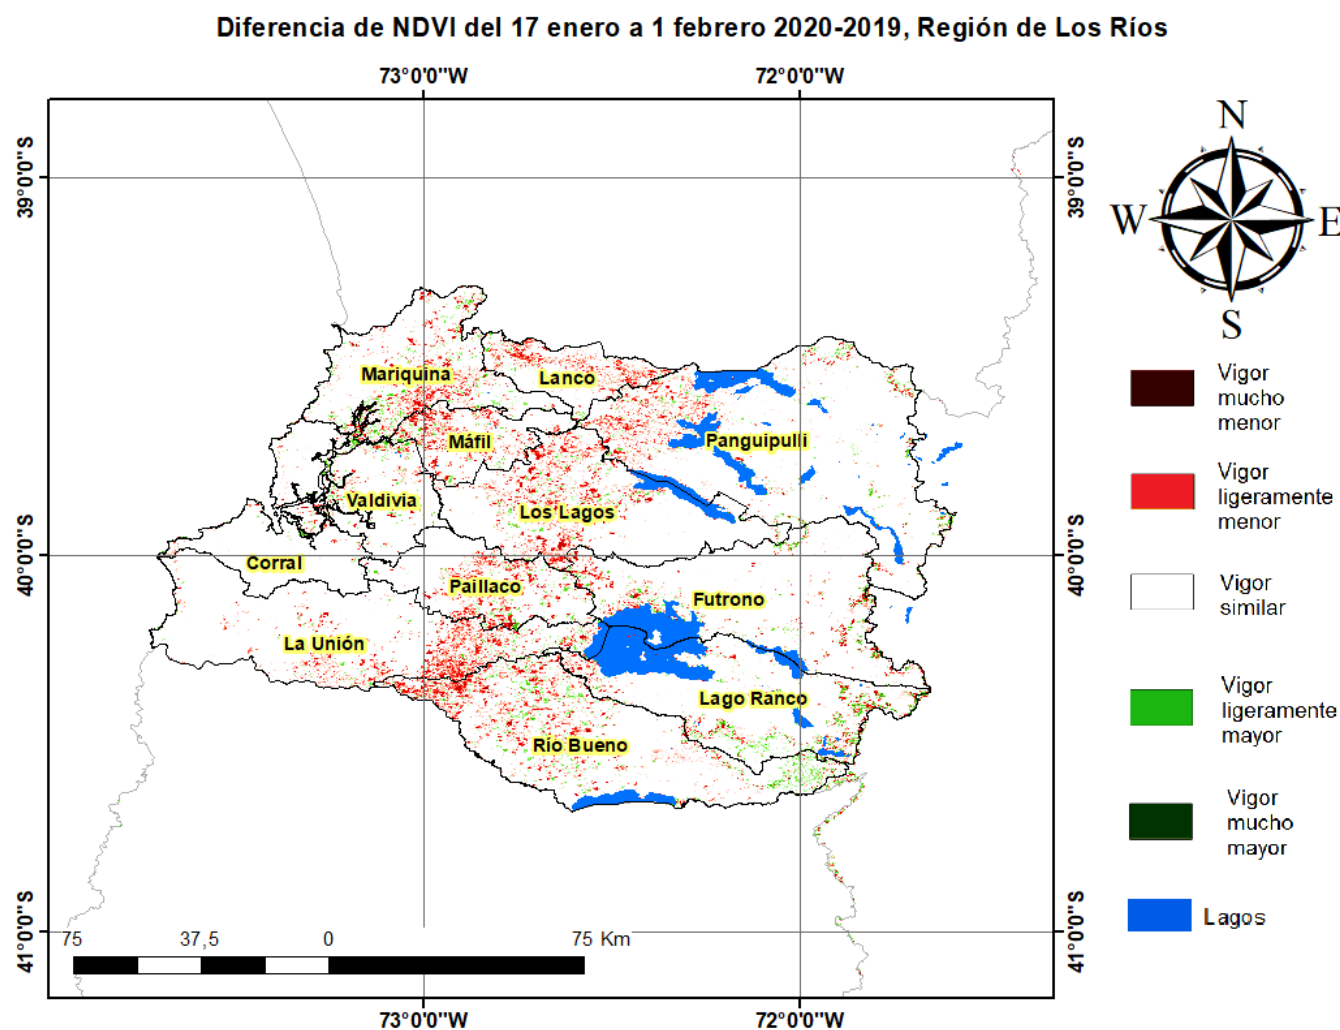 Diferencia de NDVI del 17 enero a 1 febrero 2020-2019, Región de Los Ríos
73°0'0"W
72°0'0"W
39°0'0"S
39°0'0"S
N
W
E
S
Mariquina
Lanco
Máfil
Panguipulli
Valdivia
Los Lagos
Corral
Paillaco
Futrono
La Unión
Lago Ranco
Río Bueno
40°0'0"S
40°0'0"S
41°0'0"S
41°0'0"S
75
37,5
0
75 Km
73°0'0"W
72°0'0"W
Vigor
mucho
menor
Vigor
ligeramente
menor
Vigor
similar
Vigor
ligeramente
mayor
Vigor
mucho
mayor
Lagos